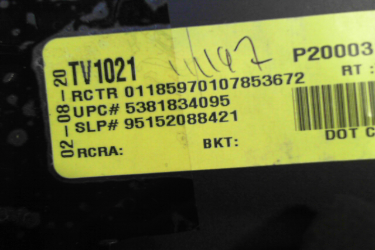 02-08-20
TV1021 P20003
RCTR 01185970107853672 RT:
UPC# 5381834095
SLP# 95152088421
RCRA: BKT: DOT C